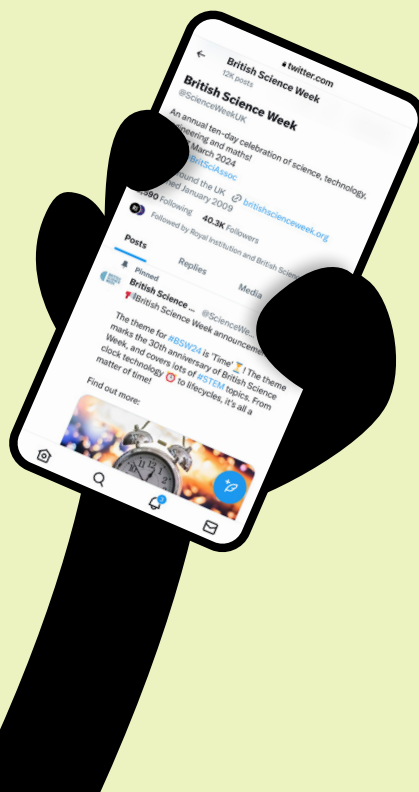 twitter.com
British Science Week
12K posts
British Science Week
@ScienceWeekUK
An annual ten-day celebration of science, technology,
and maths!
March 2024
BritSciAssoc
the UK britishscienceweek.org
January 2009
Following 40.3K Followers
Followed by Royal Institution and British
Posts Replies Media
Pinned
British Science ... @ScienceWe...
British Science Week
The theme for #BSW24 is 'Time' ⏳! The theme
marks the 30th anniversary of British Science
Week, and covers lots of #STEM topics. From
clock technology ⏰ to lifecycles, it's all a
matter of time!
Find out more: